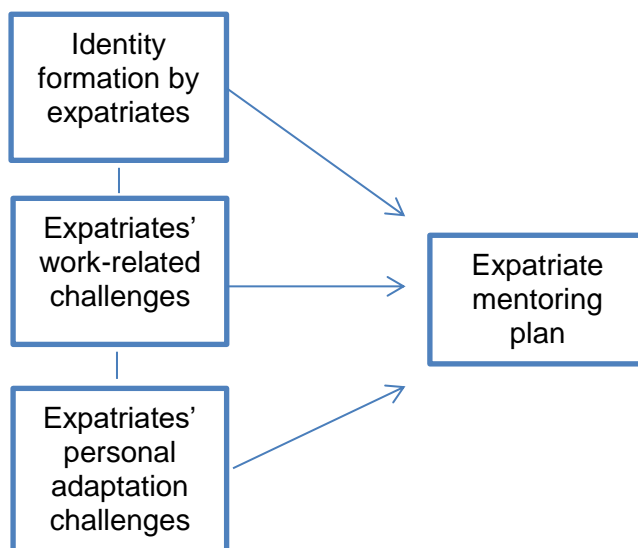 Identity
formation by
expatriates
Expatriates’
work-related
challenges
Expatriates’
personal
adaptation
challenges
Expatriate
mentoring
plan